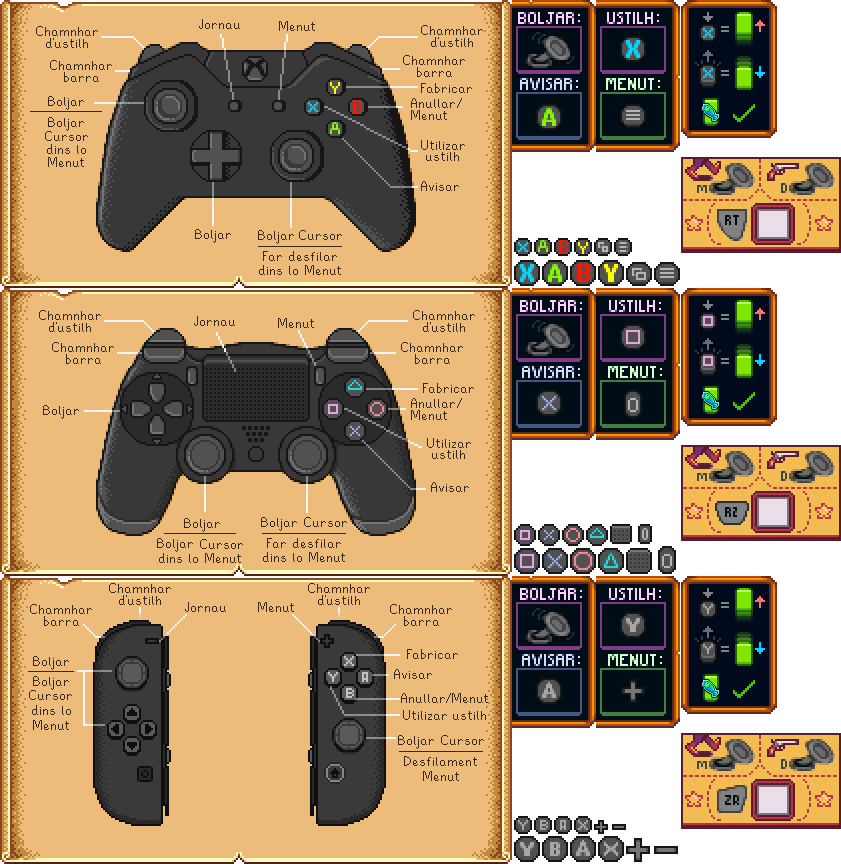 Jornau
Menut
Chamnhar
d'ustilh
Chamnhar
d'ustilh
Chamnhar
barra
Chamnhar
barra
Y
Fabricar
Boljar
X
B
Anullar/
Menut
Boljar
Cursor
dins lo
Menut
A
Utilizar
ustilh
Avisar
Boljar
Boljar Cursor
Far desfilar
dins lo Menut
BOLJAR:
USTILH:
X
AVISAR:
MENUT:
A
X
=
X
=
M
D
RT
X A B Y
X A B Y
Chamnhar
d'ustilh
Jornau
Menut
Chamnhar
d'ustilh
Chamnhar
barra
Chamnhar
barra
Fabricar
Boljar
Anullar/
Menut
Utilizar
ustilh
Avisar
Boljar
Boljar Cursor
dins lo Menut
Boljar Cursor
Far desfilar
dins lo Menut
BOLJAR:
USTILH:
AVISAR:
MENUT:
=
=
M
D
R2
Chamnhar
d'ustilh
Chamnhar
d'ustilh
Chamnhar
barra
Jornau
Menut
Chamnhar
barra
Boljar
Boljar
Cursor
dins lo
Menut
X
Fabricar
Y
A
Avisar
B
Anullar/Menut
Utilizar ustilh
Boljar Cursor
Desfilament
Menut
BOLJAR:
USTILH:
Y
AVISAR:
MENUT:
A
+
Y
=
Y
=
M
D
ZR
Y B A X + -
Y B A X + -